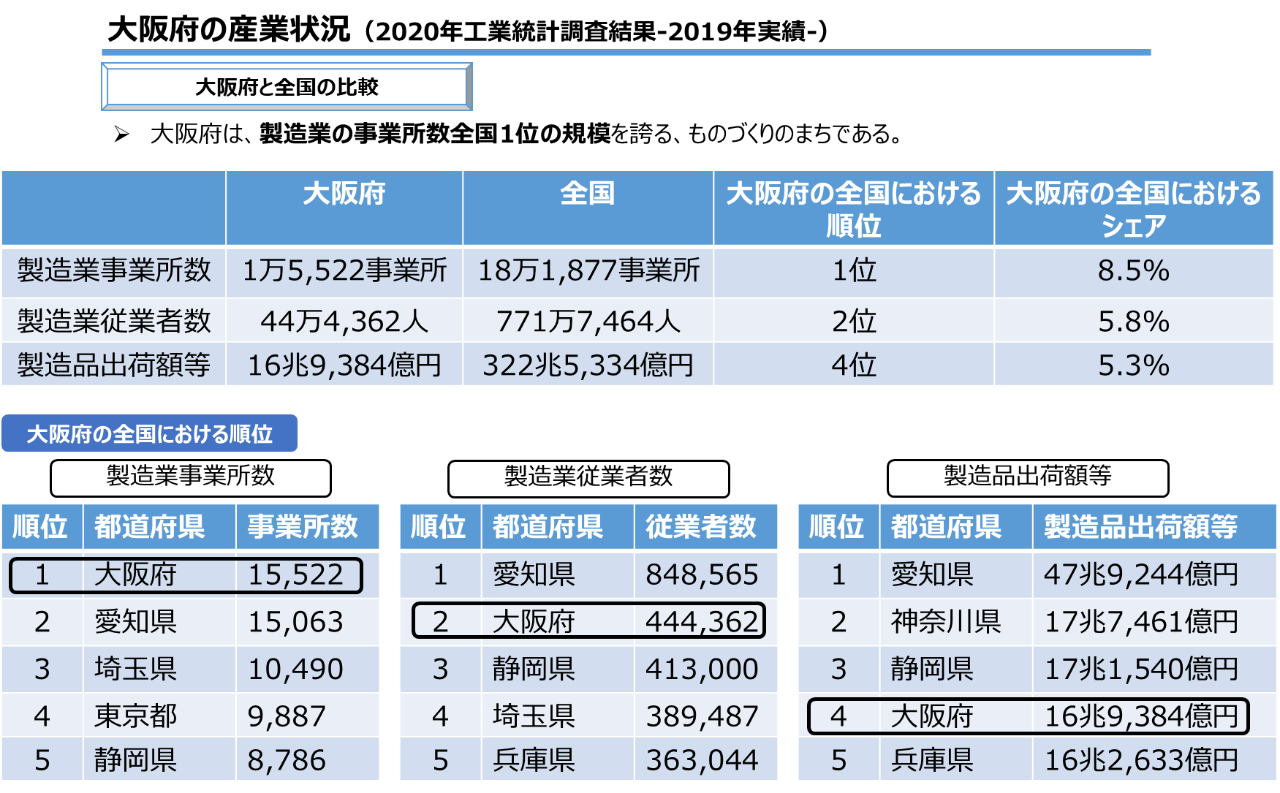 大阪府の産業状況（2020年工業統計調査結果-2019年実績-）
大阪府と全国の比較
➢ 大阪府は、製造業の事業所数全国1位の規模を誇る、ものづくりのまちである。
大阪府 全国 大阪府の全国における順位 大阪府の全国におけるシェア
製造業事業所数 1万5,522事業所 18万1,877事業所 1位 8.5%
製造業従業者数 44万4,362人 771万7,464人 2位 5.8%
製造品出荷額等 16兆9,384億円 322兆5,334億円 4位 5.3%
大阪府の全国における順位
製造業事業所数 製造業従業者数 製造品出荷額等
順位 都道府県 事業所数 順位 都道府県 従業者数 順位 都道府県 製造品出荷額等
1 大阪府 15,522 1 愛知県 848,565 1 愛知県 47兆9,244億円
2 愛知県 15,063 2 大阪府 444,362 2 神奈川県 17兆7,461億円
3 埼玉県 10,490 3 静岡県 413,000 3 静岡県 17兆1,540億円
4 東京都 9,887 4 埼玉県 389,487 4 大阪府 16兆9,384億円
5 静岡県 8,786 5 兵庫県 363,044 5 兵庫県 16兆2,633億円